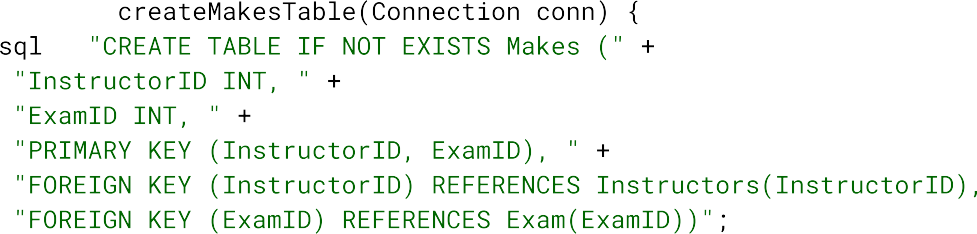 createMakesTable(Connection conn) {
sql "CREATE TABLE IF NOT EXISTS Makes (" +
"InstructorID INT, " +
"ExamID INT, " +
"PRIMARY KEY (InstructorID, ExamID), " +
"FOREIGN KEY (InstructorID) REFERENCES Instructors(InstructorID),
"FOREIGN KEY (ExamID) REFERENCES Exam(ExamID))";